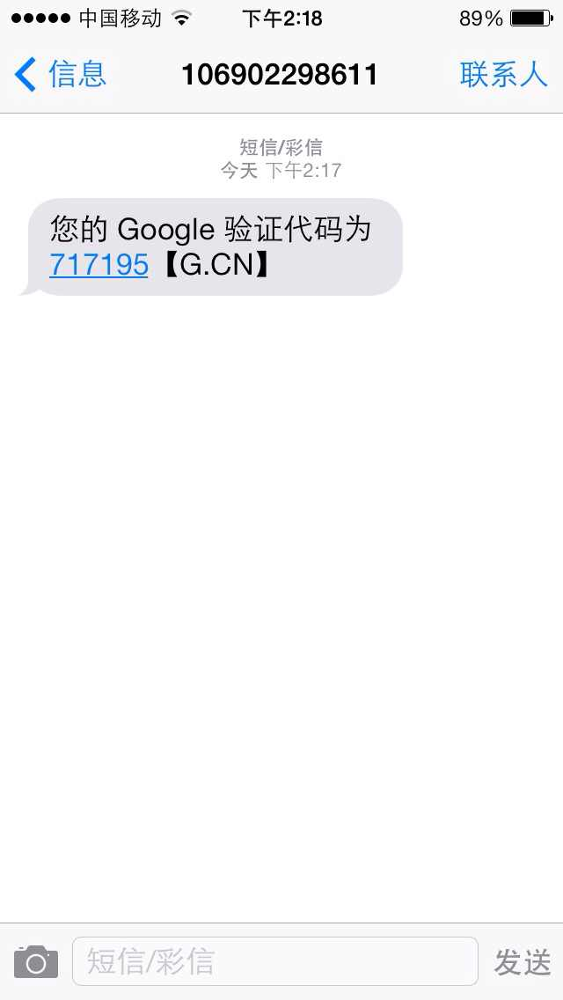 中国移动 下午2:18 89%
信息 106902298611 联系人
短信/彩信
今天 下午2:17
您的 Google 验证代码为
717195【G.CN】
短信/彩信 发送